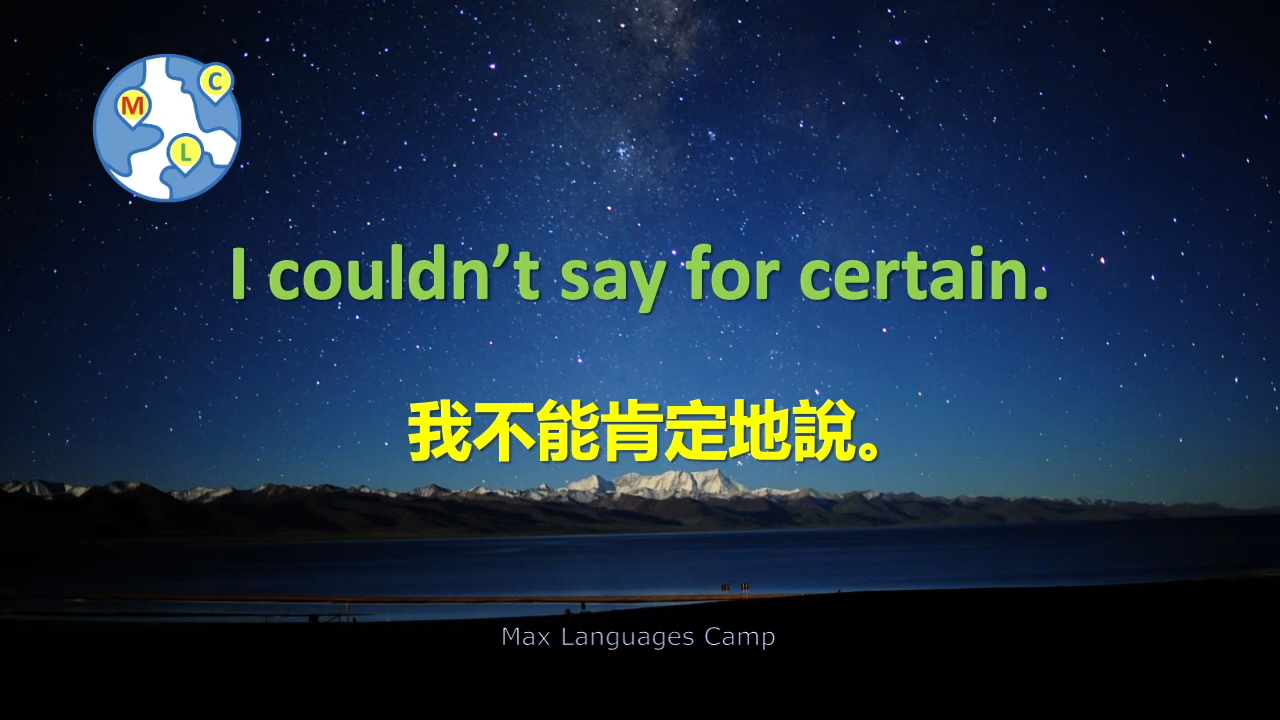 C
M
L
I couldn’t say for certain.
我不能肯定地說。
Max Languages Camp